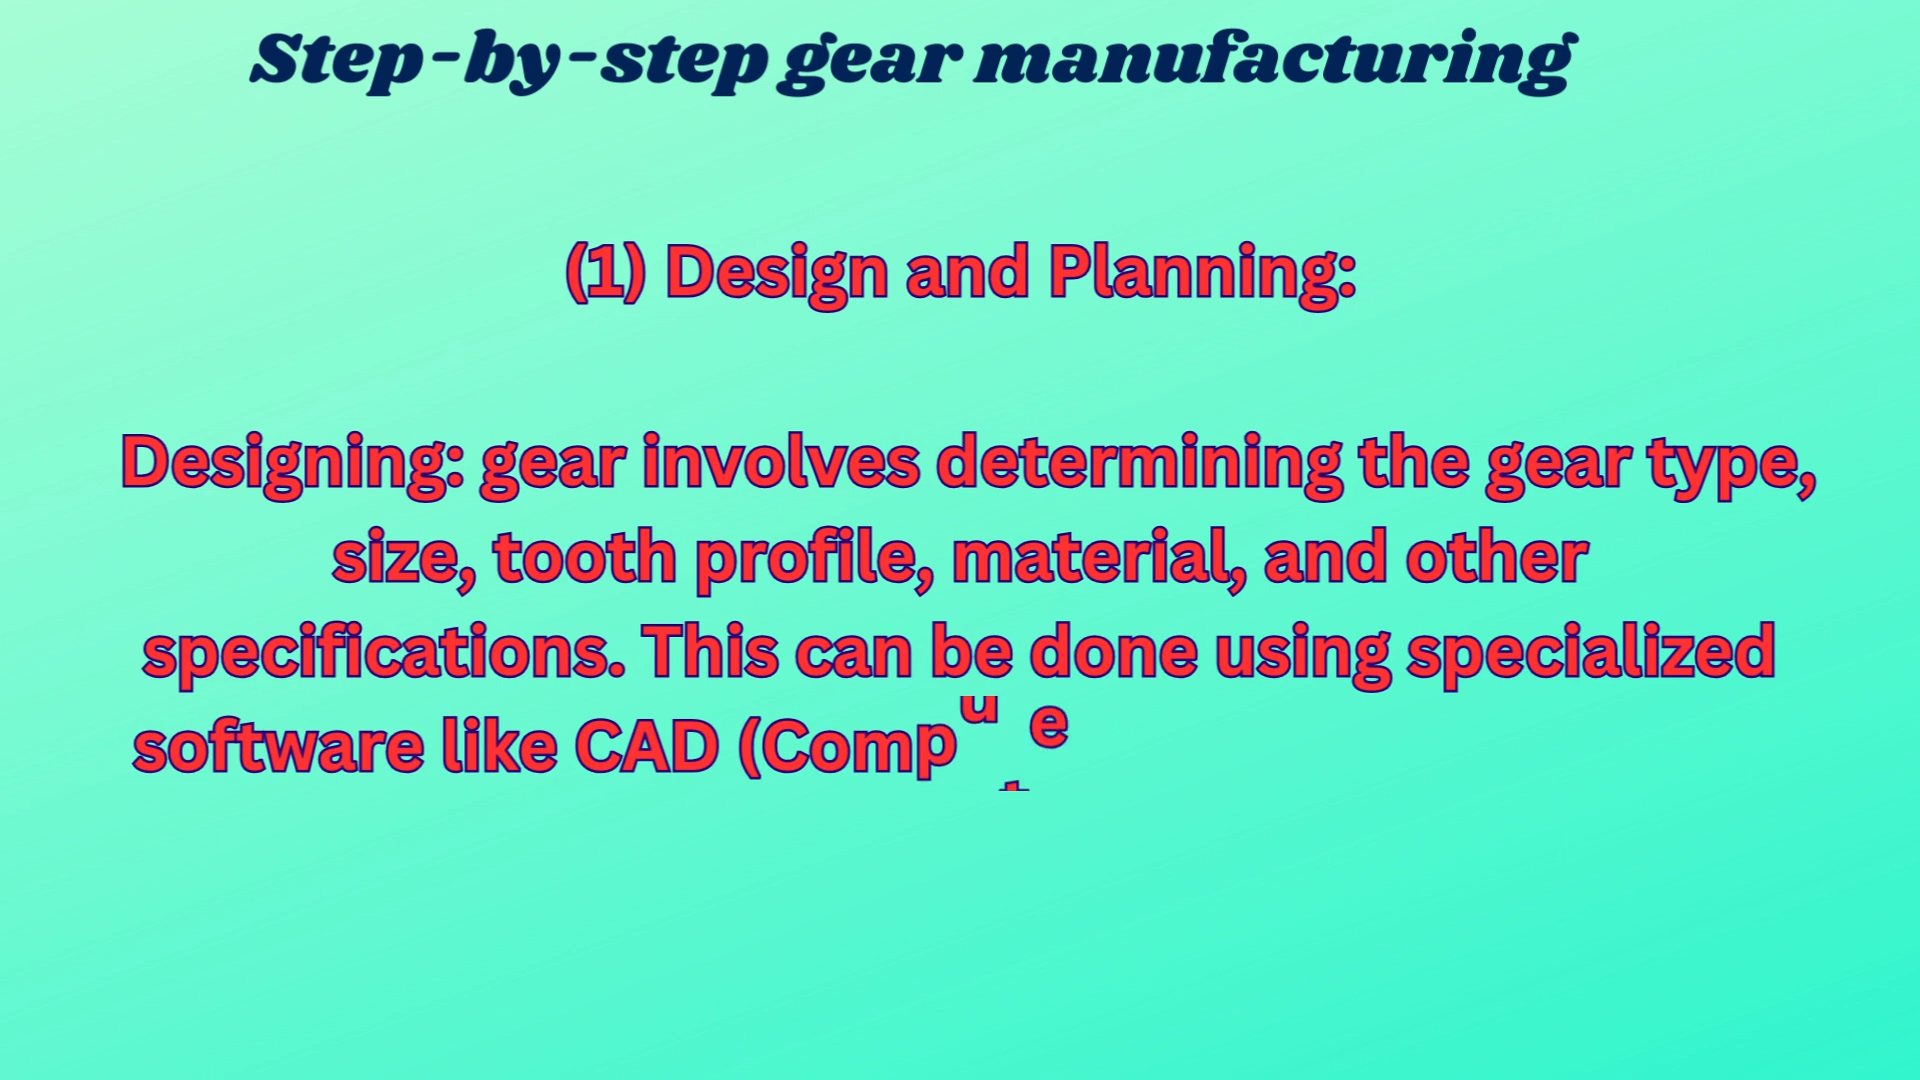 Step-by-step gear manufacturing
(1) Design and Planning:
Designing: gear involves determining the gear type,
size, tooth profile, material, and other
specifications. This can be done using specialized
software like CAD (Compute